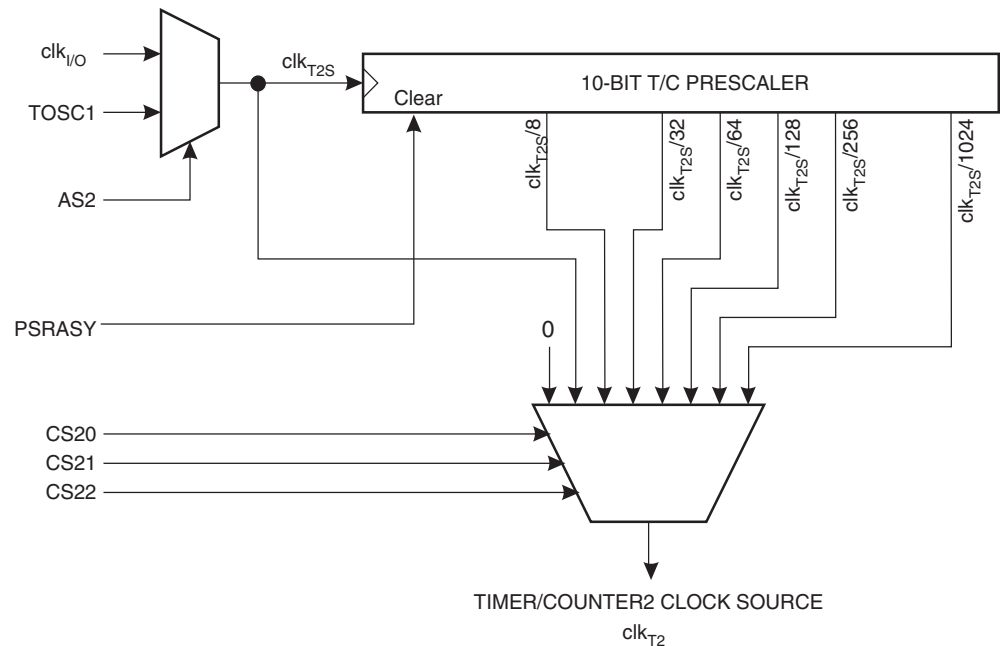 clkI/O
TOSC1
AS2
clkT2S
10-BIT T/C PRESCALER
Clear
clkT2S/8
clkT2S/32
clkT2S/64
clkT2S/128
clkT2S/256
clkT2S/1024
PSRASY
0
CS20
CS21
CS22
TIMER/COUNTER2 CLOCK SOURCE
clkT2